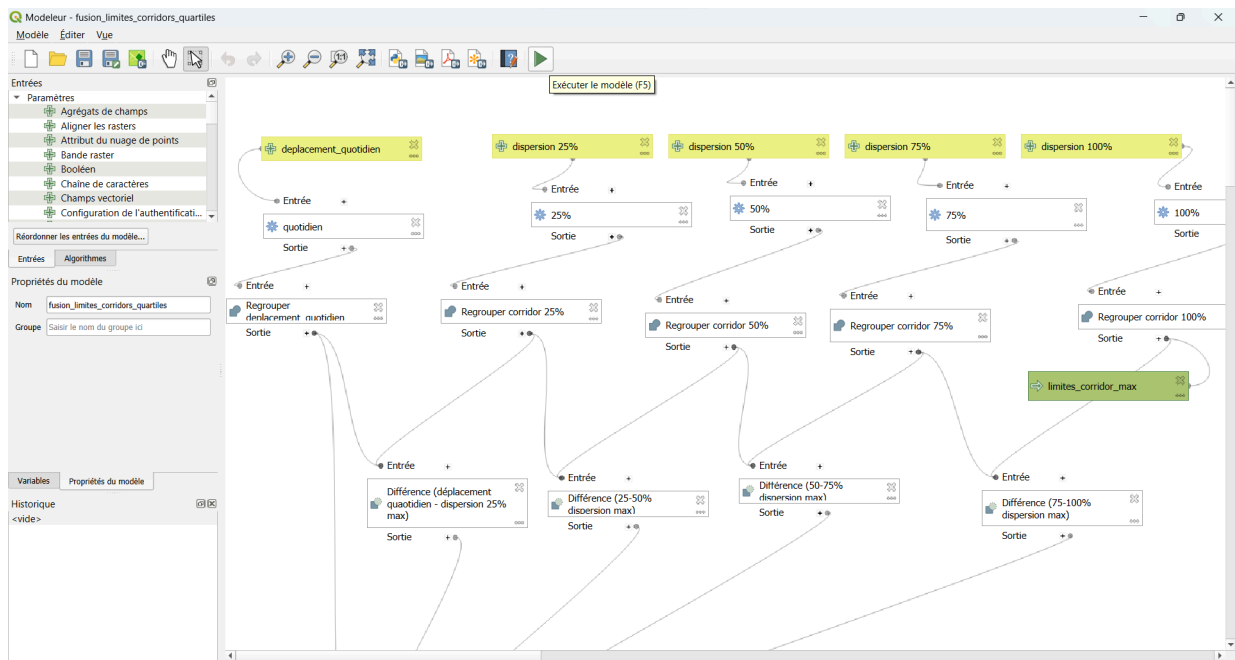 Modeleur - fusion_limites_corridors_quartiles
Modèle Éditer Vue
Exécuter le modèle (F5)
Entrées
Paramètres
Agrégats de champs
Aligner les rasters
Attribut du nuage de points
Bande raster
Booléen
Chaîne de caractères
Champs vectoriel
Configuration de l'authentificati...
Réordonner les entrées du modèle...
Entrées Algorithmes
Propriétés du modèle
Nom fusion_limites_corridors_quartiles
Groupe Saisir le nom du groupe ici
Variables Propriétés du modèle
Historique
<vide>
deplacement_quotidien
dispersion 25%
dispersion 50%
dispersion 75%
dispersion 100%
Entrée +
quotidien
Sortie +
Entrée +
25%
Sortie +
Entrée +
50%
Sortie +
Entrée +
75%
Sortie +
Entrée
100%
Sortie
Entrée +
Regrouper
deplacement_quotidien
Sortie +
Entrée +
Regrouper corridor 25%
Sortie +
Entrée +
Regrouper corridor 50%
Sortie +
Entrée +
Regrouper corridor 75%
Sortie +
Entrée +
Regrouper corridor 100%
Sortie +
limites_corridor_max
Entrée +
Différence (déplacement
quaotidien - dispersion 25%
max)
Sortie +
Entrée +
Différence (25-50%
dispersion max)
Sortie +
Entrée +
Différence (50-75%
dispersion max)
Sortie +
Entrée +
Différence (75-100%
dispersion max)
Sortie +